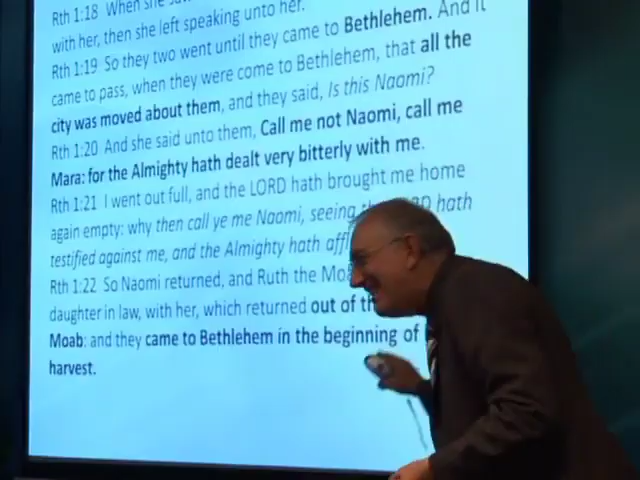 Rth 1:18 When she
with her, then she left speaking unto her.
Rth 1:19 So they two went until they came to Bethlehem. And it
came to pass, when they were come to Bethlehem, that all the
city was moved about them, and they said, Is this Naomi?
Rth 1:20 And she said unto them, Call me not Naomi, call me
Mara: for the Almighty hath dealt very bitterly with me.
Rth 1:21 I went out full, and the LORD hath brought me home
again empty: why then call ye me Naomi, seeing hath
testified against me, and the Almighty hath
Rth 1:22 So Naomi returned, and Ruth the
daughter in law, with her, which returned out of
Moab: and they came to Bethlehem in the beginning of
harvest.